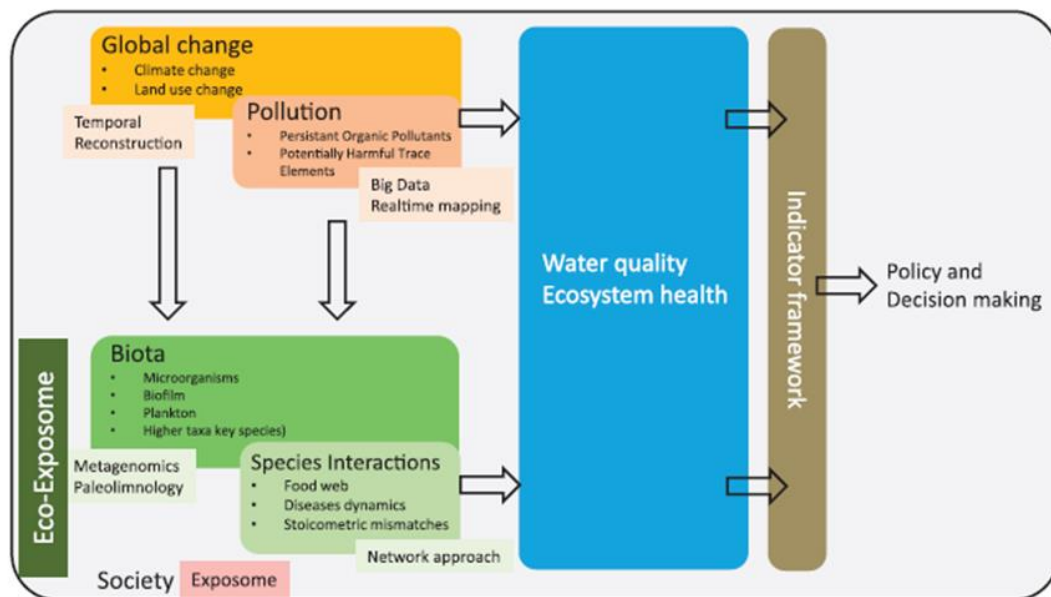 Global change
• Climate change
• Land use change
Temporal
Reconstruction
Pollution
• Persistant Organic Pollutants
• Potentially Harmful Trace
Elements
Big Data
Realtime mapping
Biota
• Microorganisms
• Biofilm
• Plankton
• Higher taxa key species)
Metagenomics
Paleolimnology
Species Interactions
• Food web
• Diseases dynamics
• Stoicometric mismatches
Network approach
Eco-Exposome
Society
Exposome
Water quality
Ecosystem health
Indicator framework
Policy and
Decision making